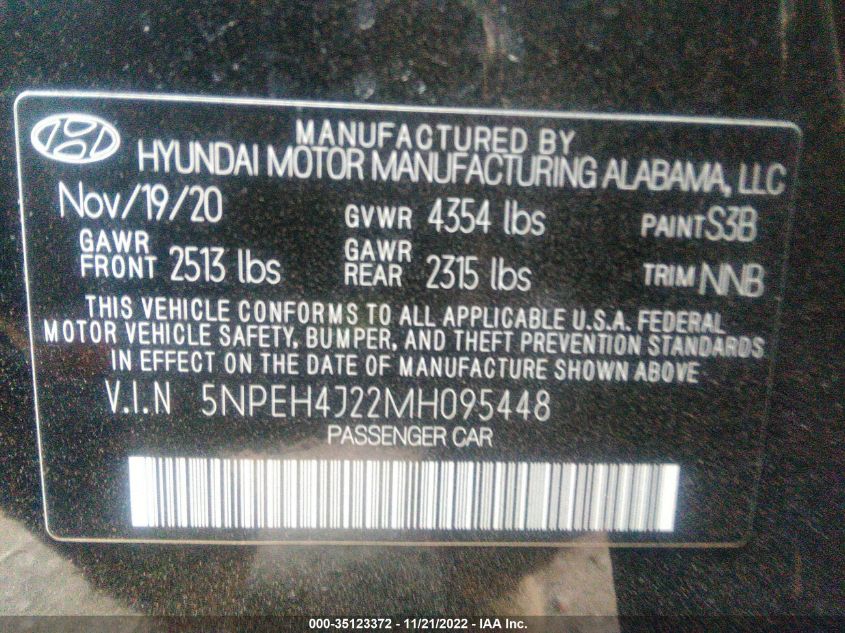 MANUFACTURED BY
HYUNDAI MOTOR MANUFACTURING ALABAMA, LLC
Nov/19/20 GVWR 4354 lbs PAINT S3B
GAWR FRONT 2513 lbs GAWR REAR 2315 lbs TRIM NNB
THIS VEHICLE CONFORMS TO ALL APPLICABLE U.S.A. FEDERAL
MOTOR VEHICLE SAFETY, BUMPER, AND THEFT PREVENTION STANDARDS
IN EFFECT ON THE DATE OF MANUFACTURE SHOWN ABOVE
V.I.N 5NPEH4J22MH095448
PASSENGER CAR
000-35123372 - 11/21/2022 - IAA Inc.